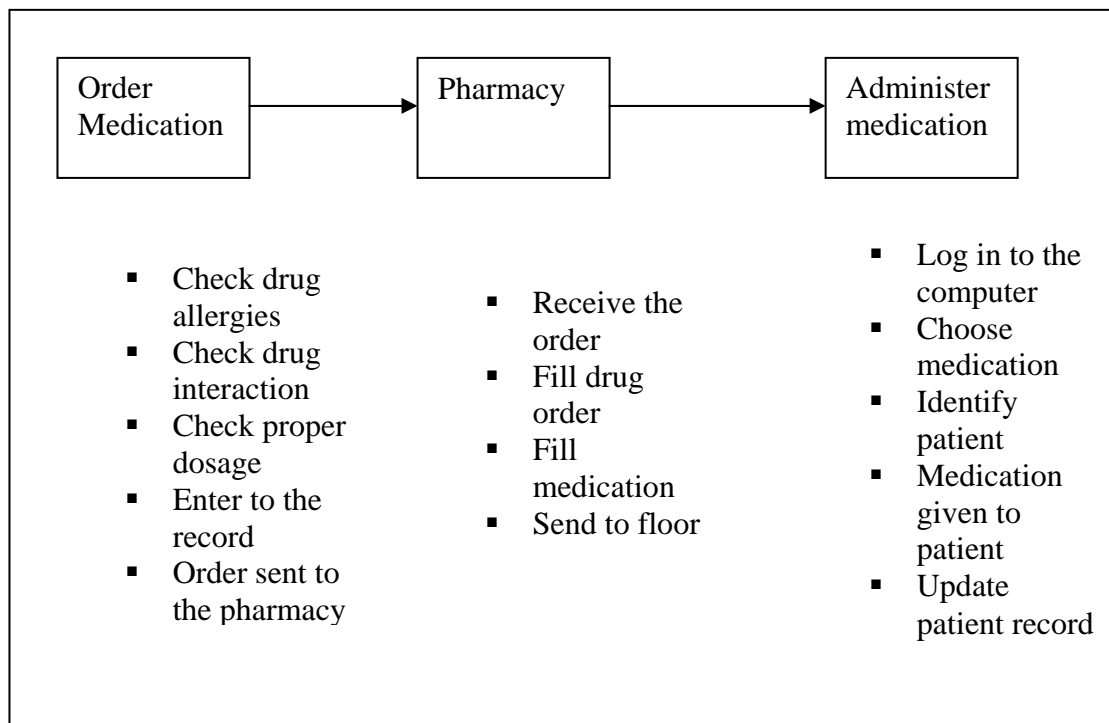 Order
Medication
Pharmacy
Administer
medication
▪ Check drug
allergies
▪ Check drug
interaction
▪ Check proper
dosage
▪ Enter to the
record
▪ Order sent to
the pharmacy
▪ Receive the
order
▪ Fill drug
order
▪ Fill
medication
▪ Send to floor
▪ Log in to the
computer
▪ Choose
medication
▪ Identify
patient
▪ Medication
given to
patient
▪ Update
patient record